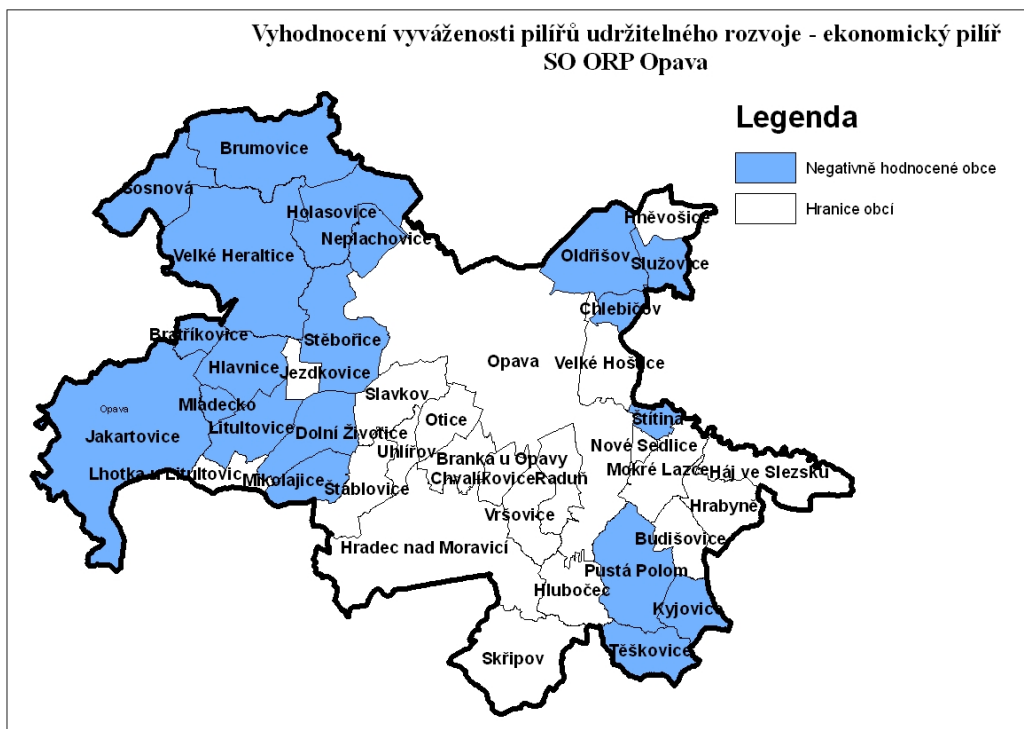 Vyhodnocení vyváženosti pilířů udržitelného rozvoje - ekonomický pilíř
SO ORP Opava
Legenda
Negativně hodnocené obce
Hranice obcí
Brumovice
Sosnová
Holasovice
Neplachovice
Velké Heraltice
Hněvošice
Oldřišov
Služovice
Chlebičov
Bratříkovice
Stěbořice
Hlavnice
Jezdkovice
Opava
Velké Hoštice
Slavkov
Mladecko
Opava
Litultovice
Jakartovice
Dolní Životice
Otice
Štítina
Nové Sedlice
Uhlířov
Branka u Opavy
Lhotka u Litultovic
Mikolajice
Štáblovice
Chvalíkovice
Raduň
Mokré Lazce
Háj ve Slezsku
Hrabyně
Vršovice
Budišovice
Hradec nad Moravicí
Pustá Polom
Hlubočec
Kyjovice
Skřipov
Těškovice